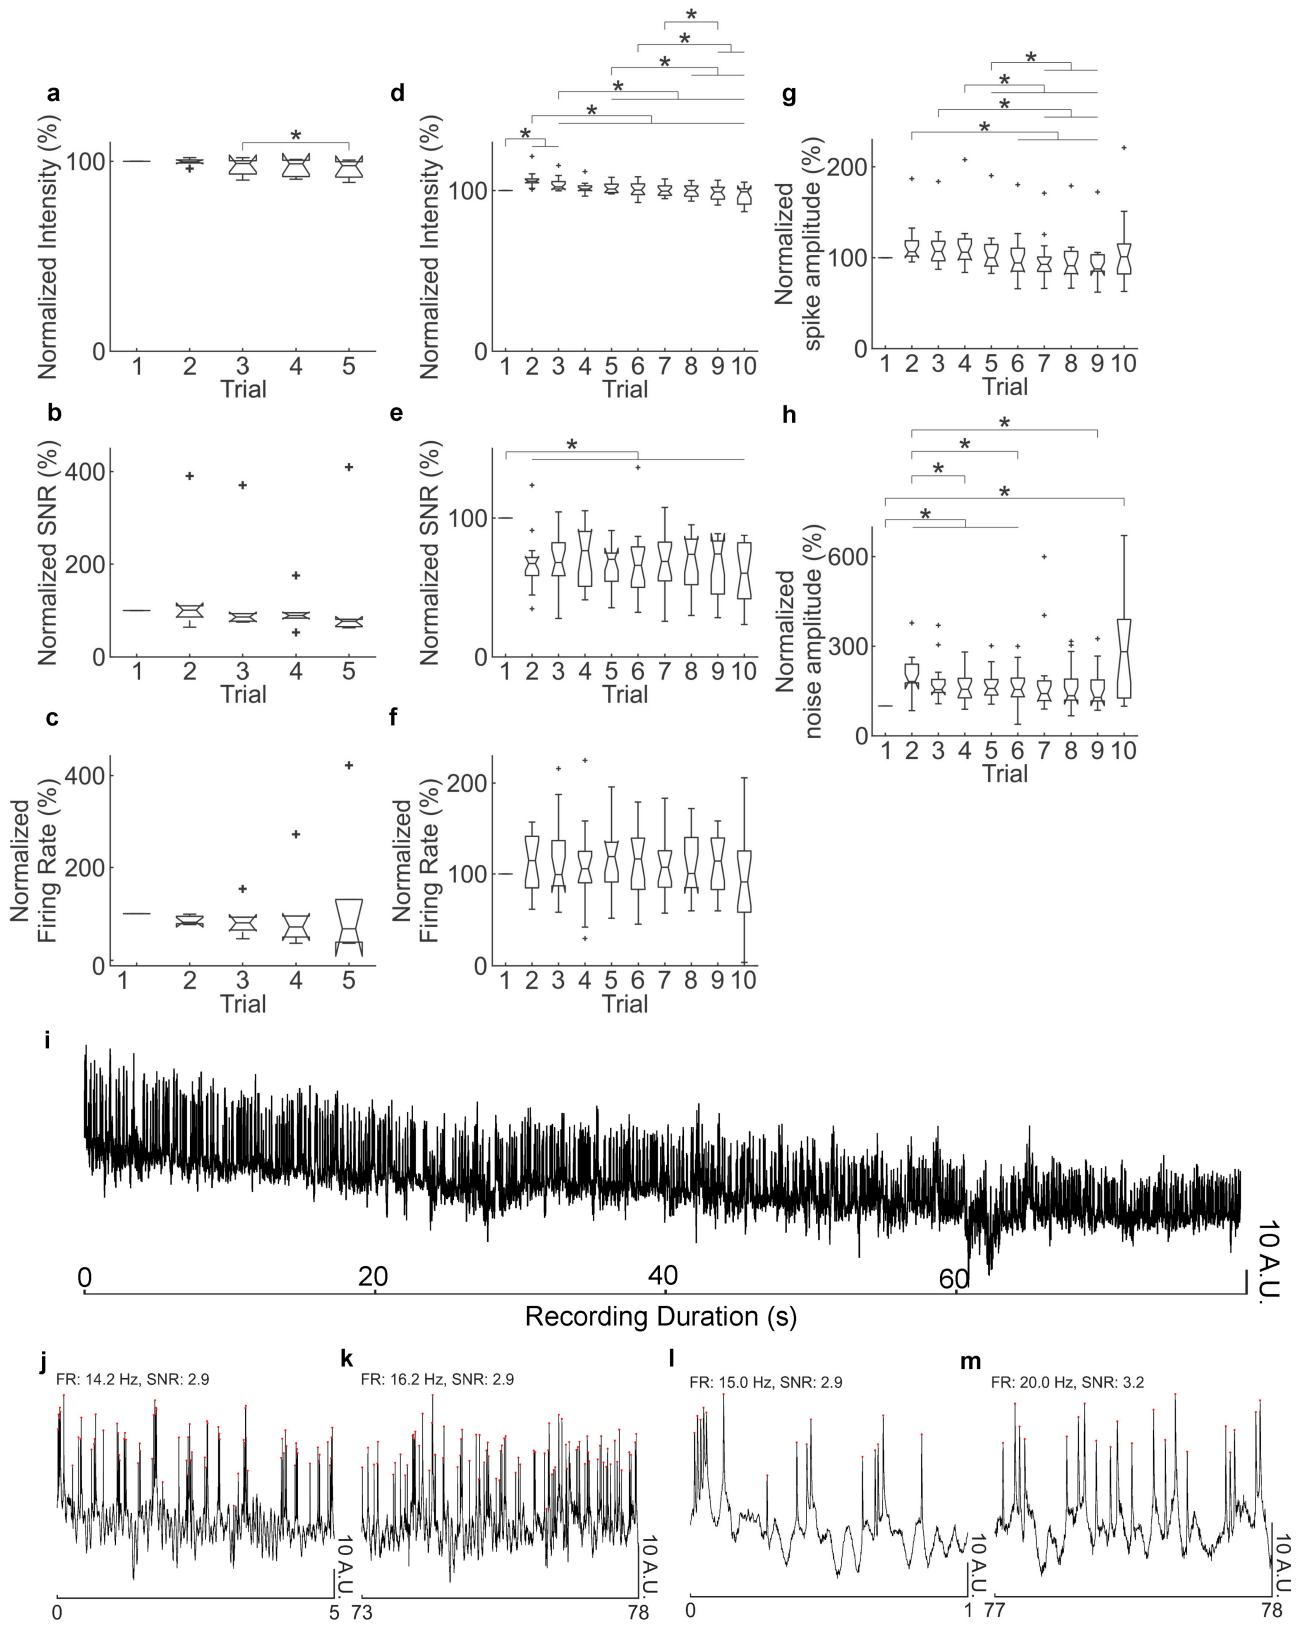 a
Normalized Intensity (%)
100
0
*
1 2 3 4 5
Trial
b
Normalized SNR (%)
400
200
0
1 2 3 4 5
Trial
c
Normalized
Firing Rate (%)
400
200
0
1 2 3 4 5
Trial
d
Normalized Intensity (%)
100
0
*
*
*
*
*
*
1 2 3 4 5 6 7 8 9 10
Trial
e
Normalized SNR (%)
100
0
*
1 2 3 4 5 6 7 8 9 10
Trial
f
Normalized
Firing Rate (%)
200
100
0
1 2 3 4 5 6 7 8 9 10
Trial
g
Normalized
spike amplitude (%)
200
100
0
*
*
*
*
1 2 3 4 5 6 7 8 9 10
Trial
h
Normalized
noise amplitude (%)
600
300
0
*
*
*
*
*
1 2 3 4 5 6 7 8 9 10
Trial
i
0 20 40 60
10 A.U.
Recording Duration (s)
j
FR: 14.2 Hz, SNR: 2.9
10 A.U.
0 5
k
FR: 16.2 Hz, SNR: 2.9
10 A.U.
73 78
l
FR: 15.0 Hz, SNR: 2.9
10 A.U.
0 1
m
FR: 20.0 Hz, SNR: 3.2
10 A.U.
77 78